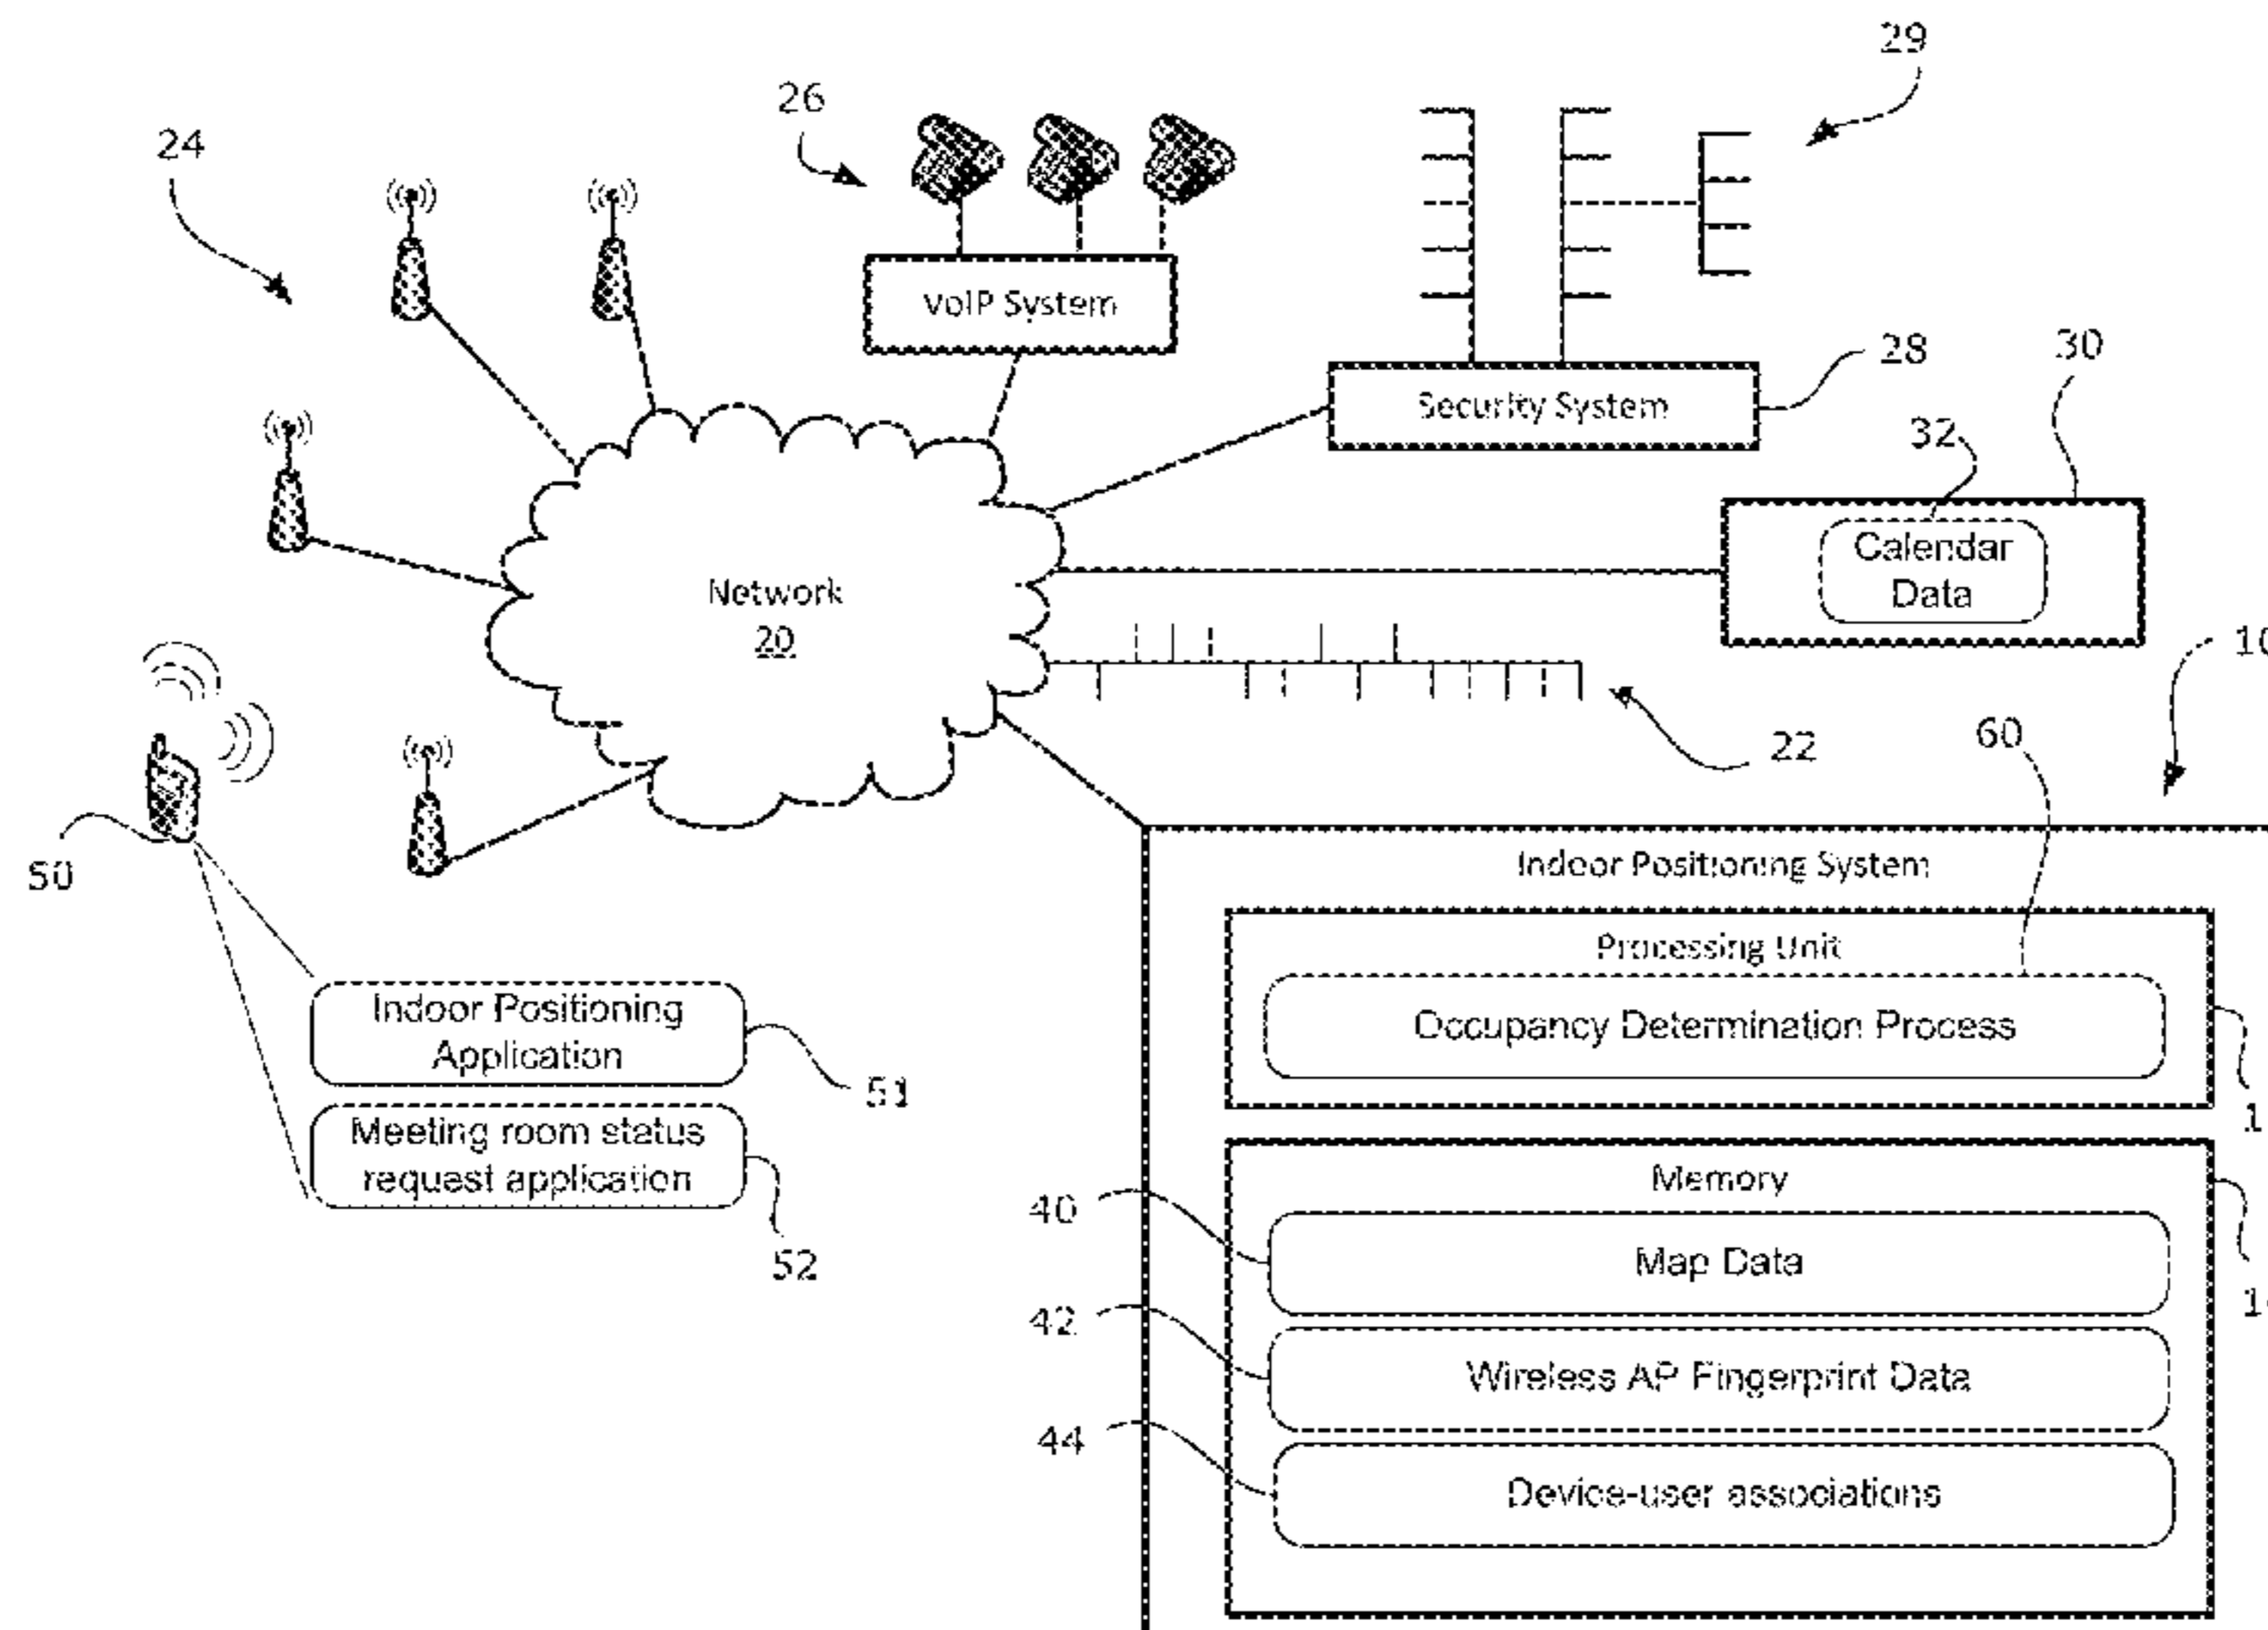 29
26
24
VoIP System
28
30
Security System
32
Calendar
Data
Network
20
10
22
60
50
Indoor Positioning System
Processing Unit
Indoor Positioning
Application
Occupancy Determination Process
51
1
Meeting room status
request application
Memory
40
52
Map Data
1
42
Wireless AP Fingerprint Data
44
Device-user associations